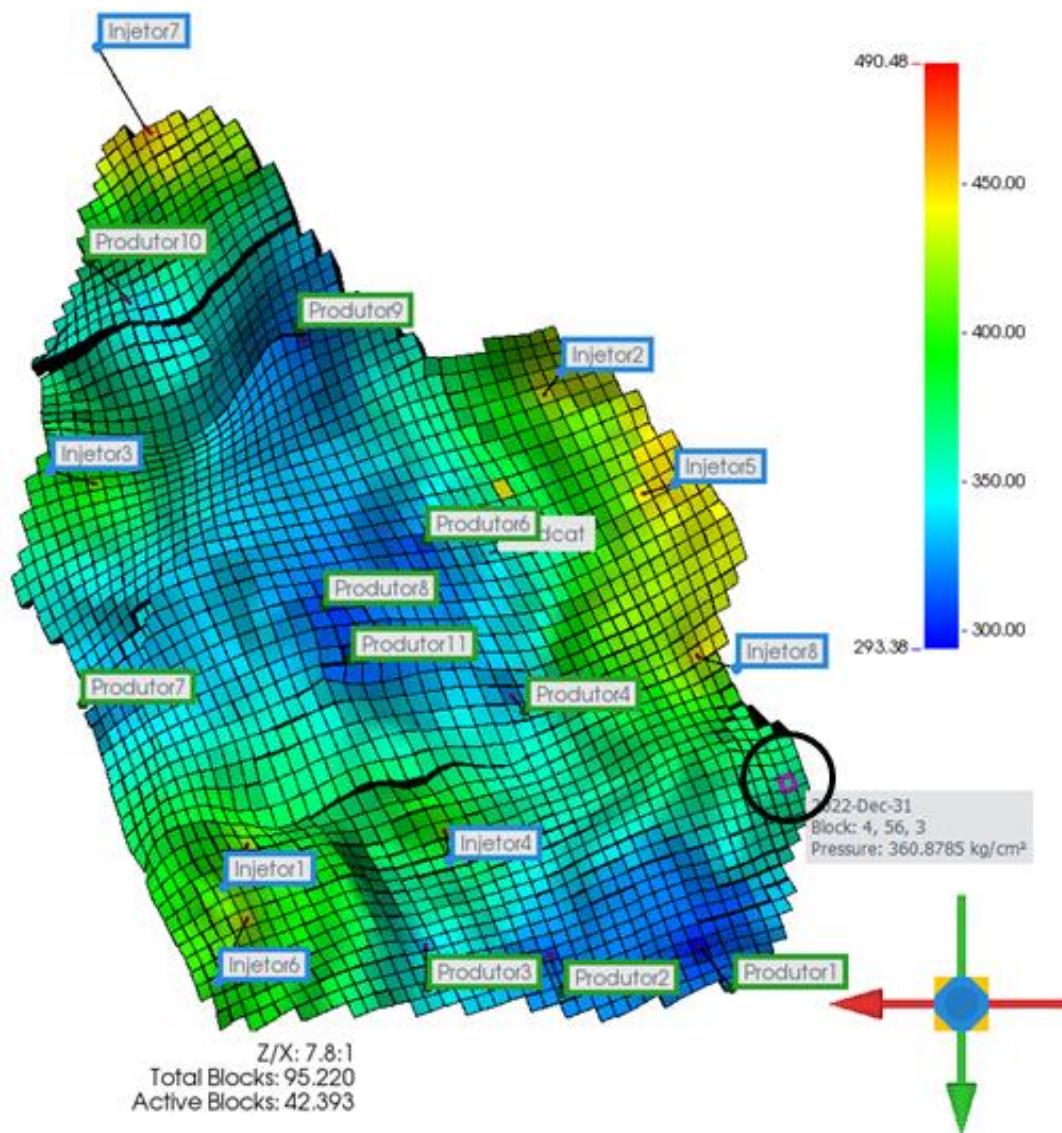 Injetor7
490.48
450.00
Produtor10
Produtor9
400.00
Injetor2
Injetor3
Injetor5
350.00
Produtor6
dcat
Produtor8
300.00
Produtor11
293.38
Injetor8
Produtor7
Produtor4
22-Dec-31
Block: 4, 56, 3
Pressure: 360.8785 kg/cm²
Injetor4
Injetor1
Injetor6
Produtor3
Produtor2
Produtor1
Z/X: 7.8:1
Total Blocks: 95.220
Active Blocks: 42.393